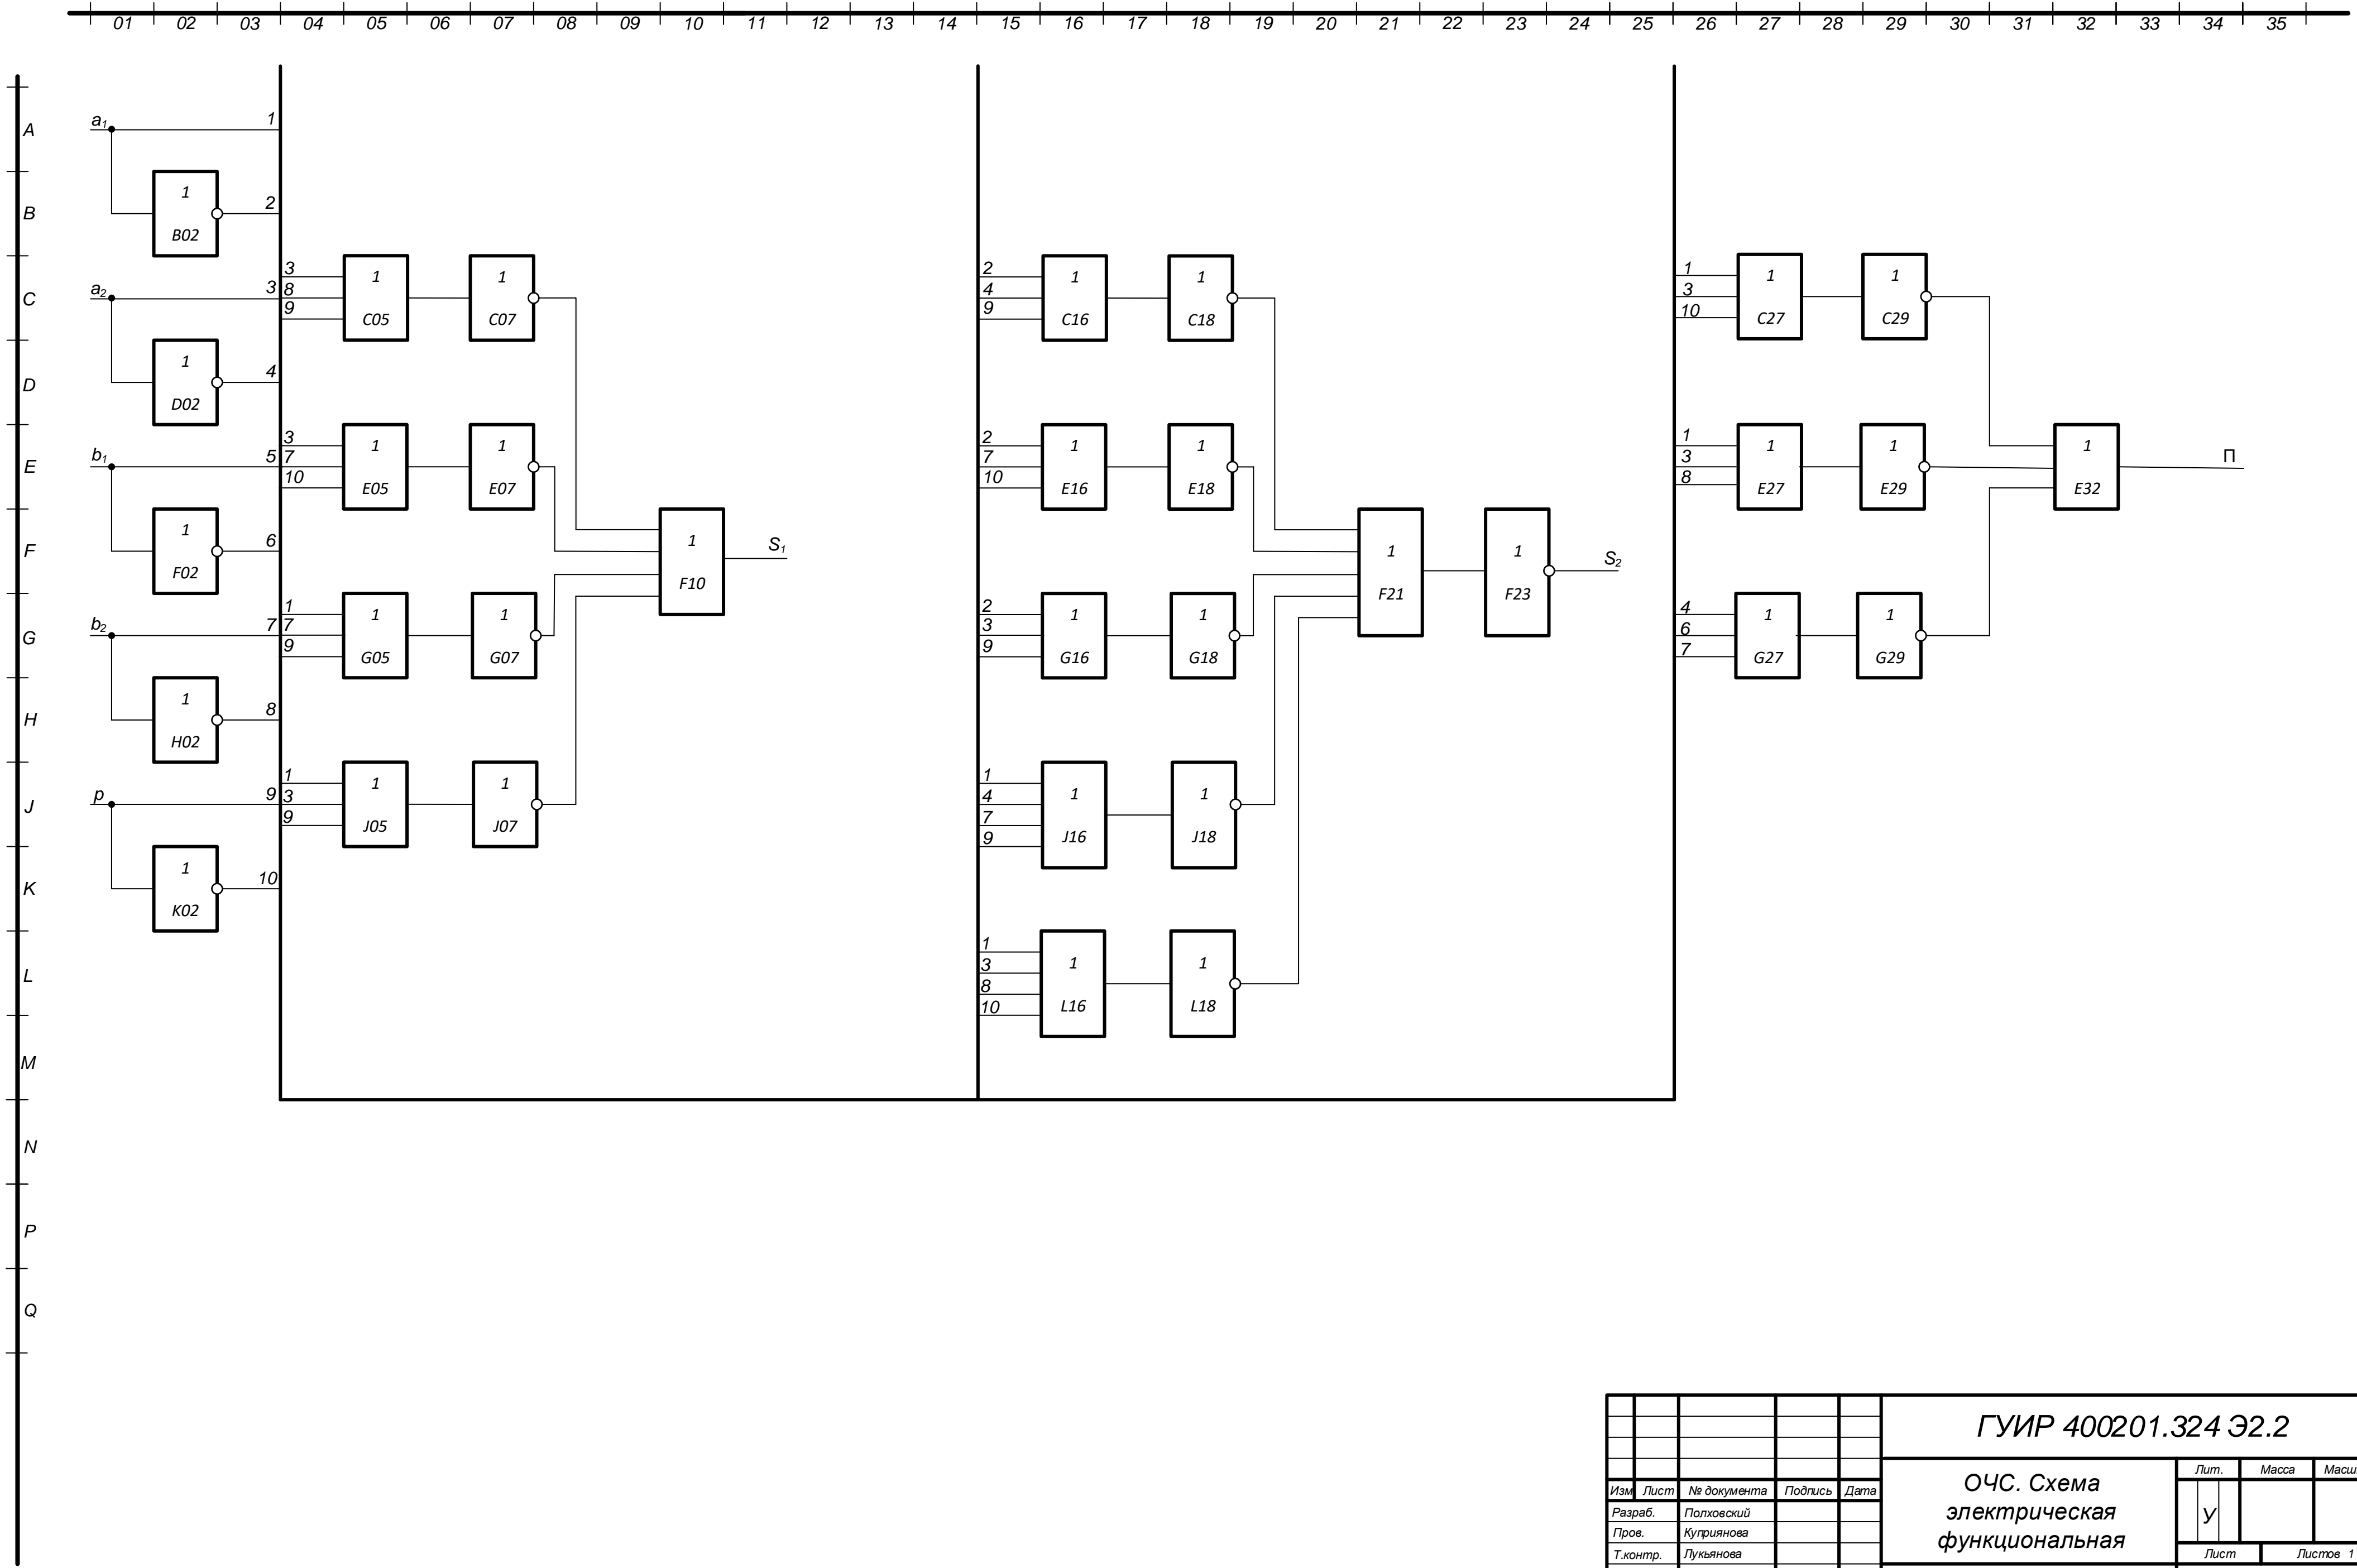 01 02 03 04 05 06 07 08 09 10 11 12 13 14 15 16 17 18 19 20 21 22 23 24 25 26 27 28 29 30 31 32 33 34 35
A
B
C
D
E
F
G
H
J
K
L
M
N
P
Q
a₁ 1
1
B02
2
a₂ 3
1
D02
4
b₁ 5
1
F02
6
b₂ 7
1
H02
8
p 9
1
K02
10
3
8
9
1
C05
1
C07
3
7
10
1
E05
1
E07
1
7
9
1
G05
1
G07
1
3
9
1
J05
1
J07
1
F10
S₁
2
4
9
1
C16
1
C18
2
7
10
1
E16
1
E18
2
3
9
1
G16
1
G18
1
4
7
9
1
J16
1
J18
1
3
8
10
1
L16
1
L18
1
F21
1
F23
S₂
1
3
10
1
C27
1
C29
1
3
8
1
E27
1
E29
4
6
7
1
G27
1
G29
1
E32
П
ГУИР 400201.324 Э2.2
ОЧС. Схема
электрическая
функциональная
Лит. Масса Масш
У
Лист Листов 1
Изм Лист № документа Подпись Дата
Разраб. Полховский
Пров. Куприянова
Т.контр. Лукьянова